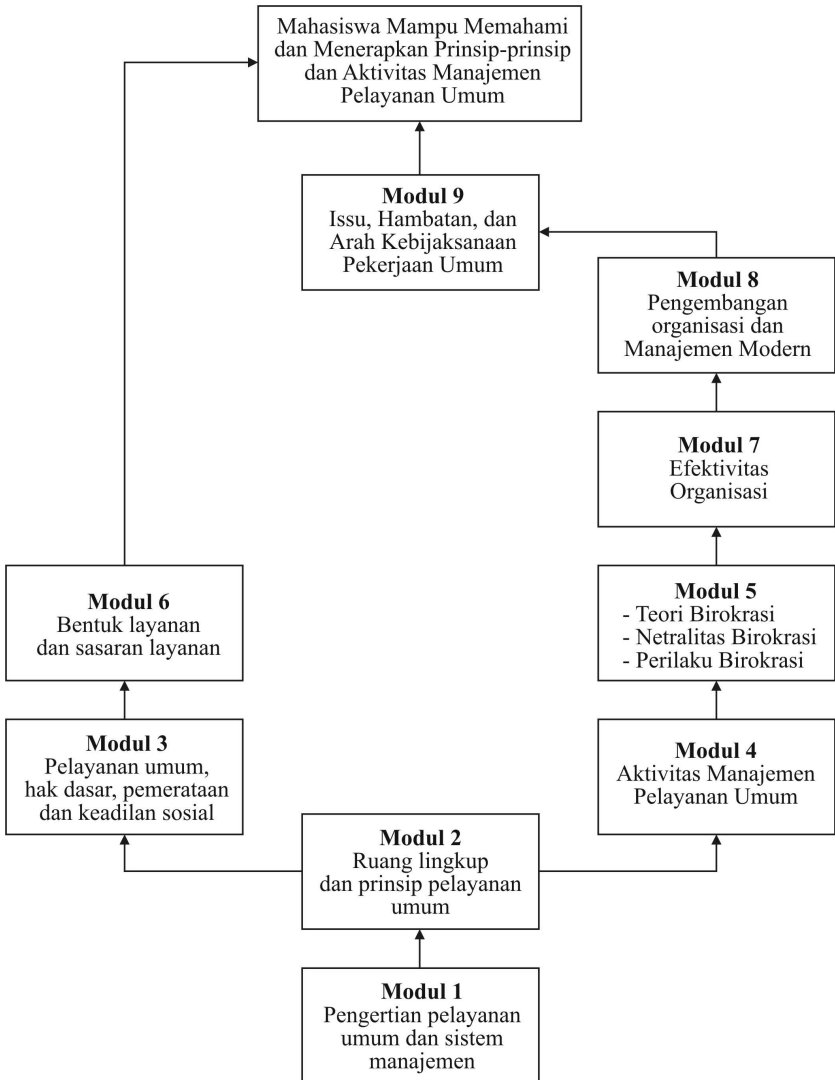 Mahasiswa Mampu Memahami
dan Menerapkan Prinsip-prinsip
dan Aktivitas Manajemen
Pelayanan Umum
Modul 9
Issu, Hambatan, dan
Arah Kebijaksanaan
Pekerjaan Umum
Modul 8
Pengembangan
organisasi dan
Manajemen Modern
Modul 7
Efektivitas
Organisasi
Modul 6
Bentuk layanan
dan sasaran layanan
Modul 5
- Teori Birokrasi
- Netralitas Birokrasi
- Perilaku Birokrasi
Modul 3
Pelayanan umum,
hak dasar, pemerataan
dan keadilan sosial
Modul 4
Aktivitas Manajemen
Pelayanan Umum
Modul 2
Ruang lingkup
dan prinsip pelayanan
umum
Modul 1
Pengertian pelayanan
umum dan sistem
manajemen